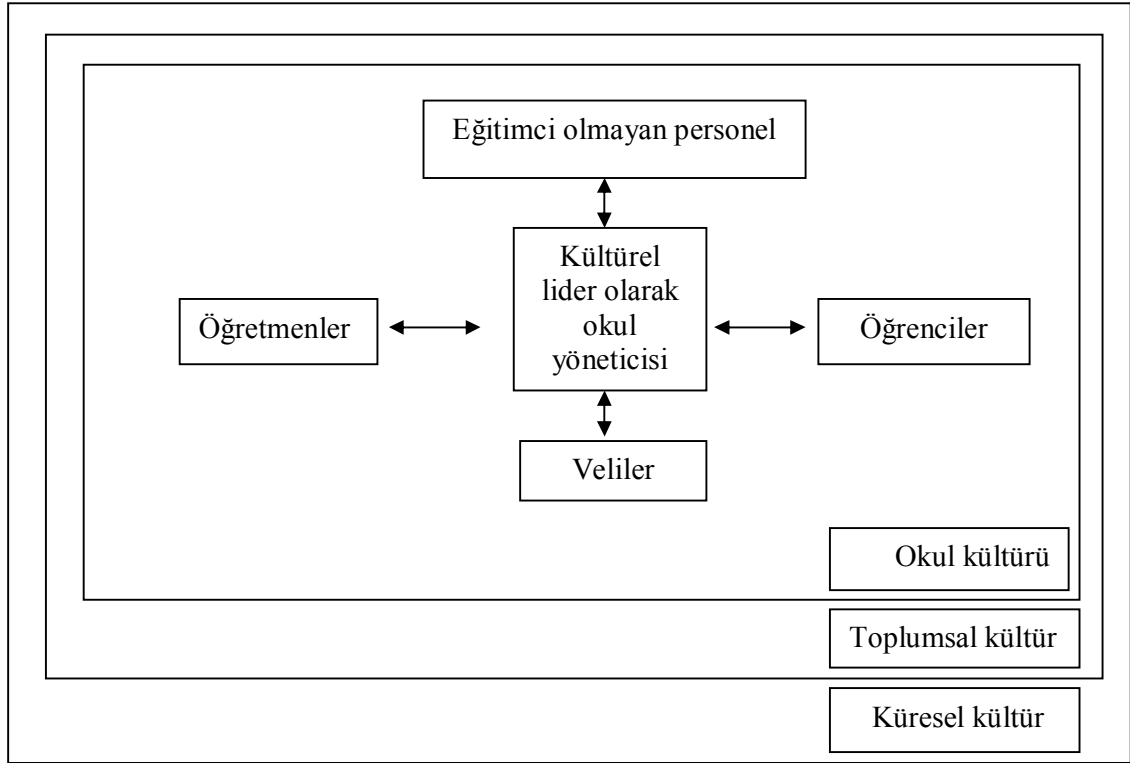 Eğitimci olmayan personel
Kültürel
lider olarak
okul
yöneticisi
Öğretmenler
Öğrenciler
Veliler
Okul kültürü
Toplumsal kültür
Küresel kültür